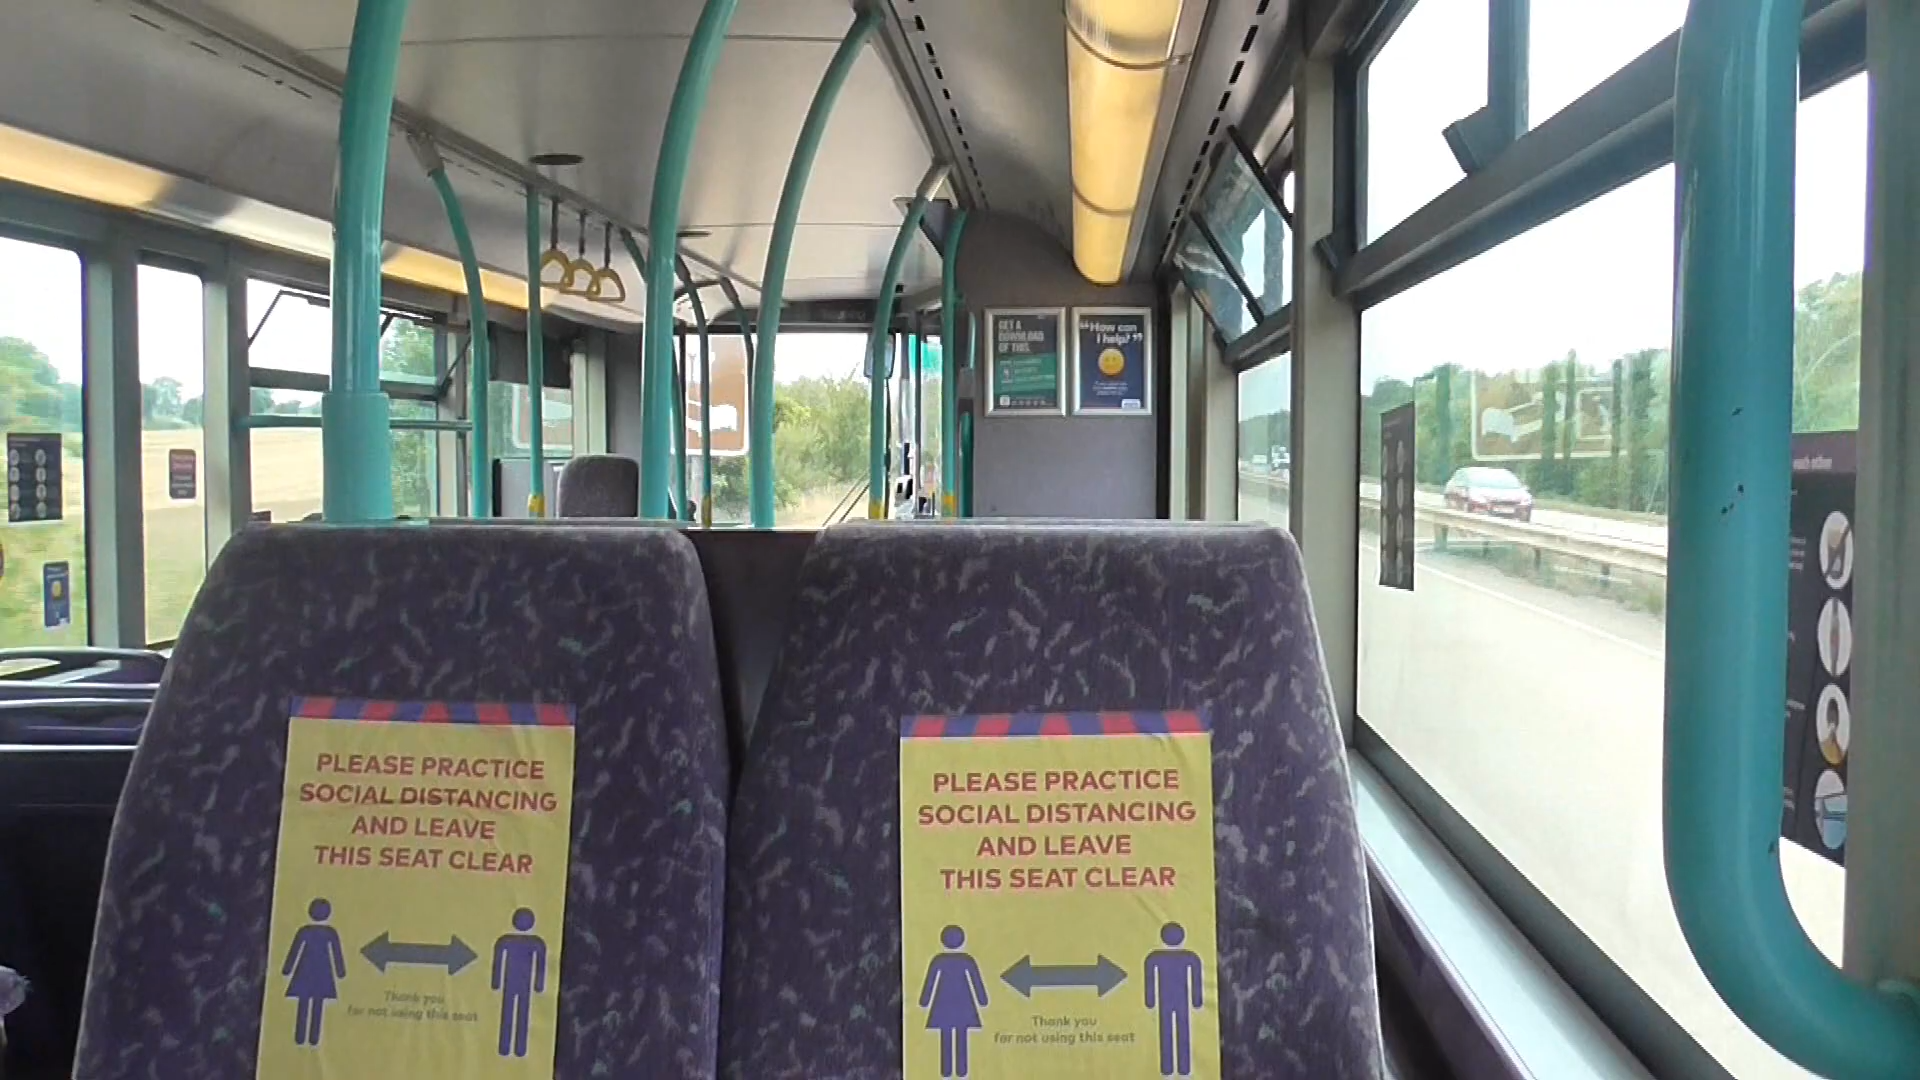 GET A
DOWNLOAD
OF THIS.
"How can
I help?"
PLEASE PRACTICE
SOCIAL DISTANCING
AND LEAVE
THIS SEAT CLEAR
Thank you
for not using this seat
PLEASE PRACTICE
SOCIAL DISTANCING
AND LEAVE
THIS SEAT CLEAR
Thank you
for not using this seat
each other